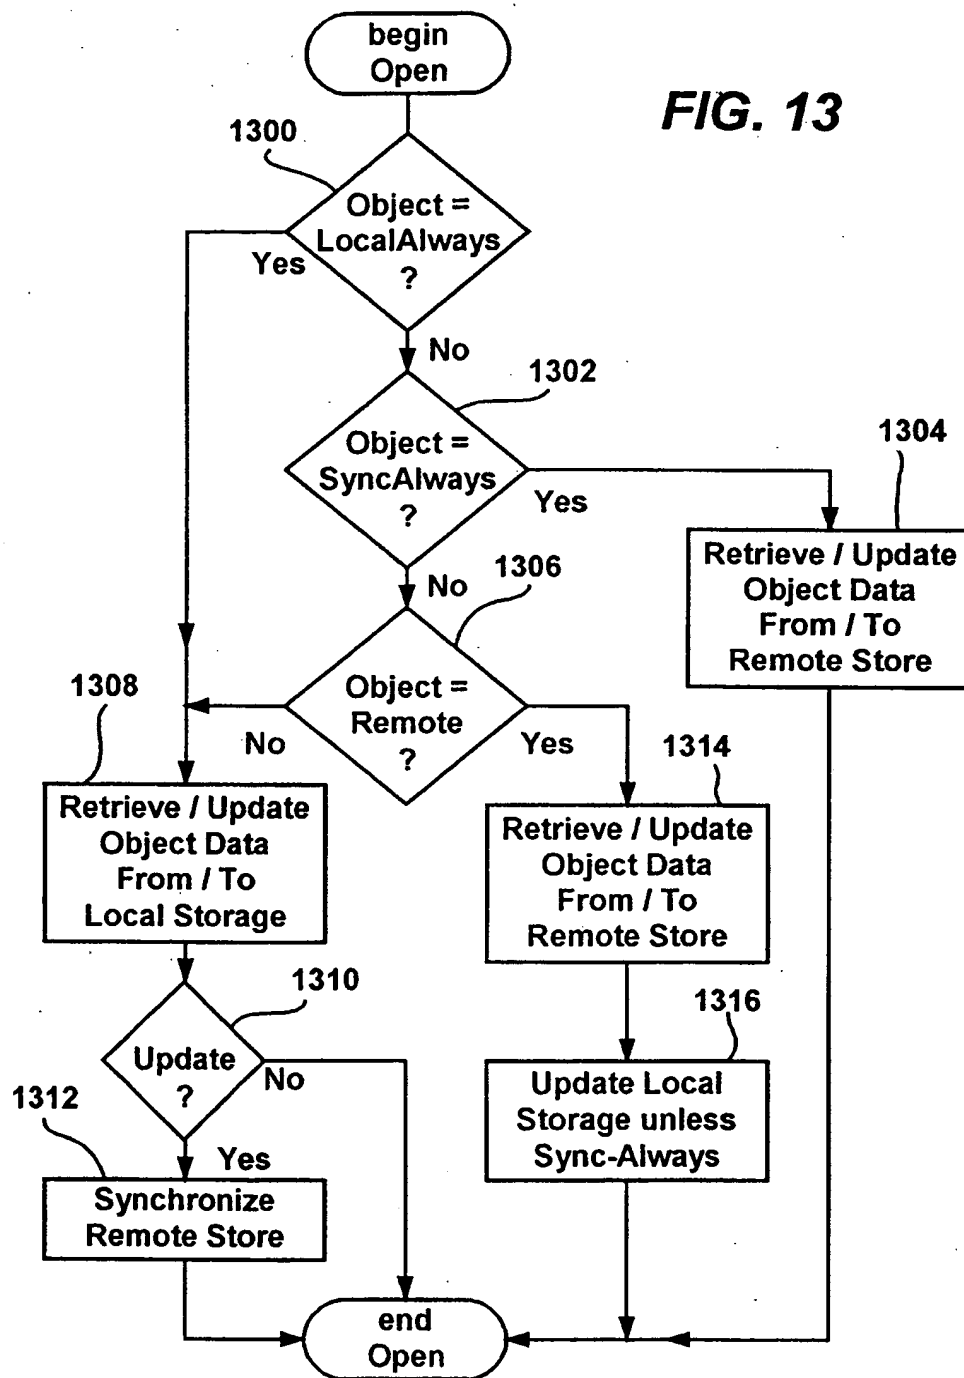 begin
Open
FIG. 13
1300
Object =
LocalAlways
?
Yes
No
1302
Object =
SyncAlways
?
Yes
1304
Retrieve / Update
Object Data
From / To
Remote Store
No
1306
Object =
Remote
?
No
Yes
1308
Retrieve / Update
Object Data
From / To
Local Storage
1314
Retrieve / Update
Object Data
From / To
Remote Store
1310
Update
?
No
Yes
1312
Synchronize
Remote Store
1316
Update Local
Storage unless
Sync-Always
end
Open